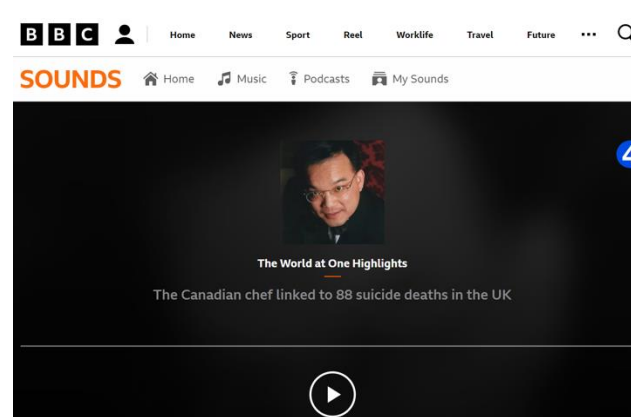 BBC Home News Sport Reel Worklife Travel Future ...
SOUNDS Home Music Podcasts My Sounds
The World at One Highlights
The Canadian chef linked to 88 suicide deaths in the UK